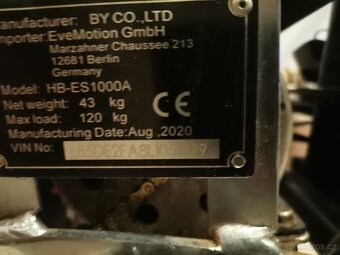 anufacturer: BY CO.,LTD
mporter:EveMotion GmbH
Marzahner Chaussee 213
12681 Berlin
Germany
Model: HB-ES1000A
Net weight: 43 kg
Max load: 120 kg
CE
Manufacturing Date:Aug ,2020
VIN No: